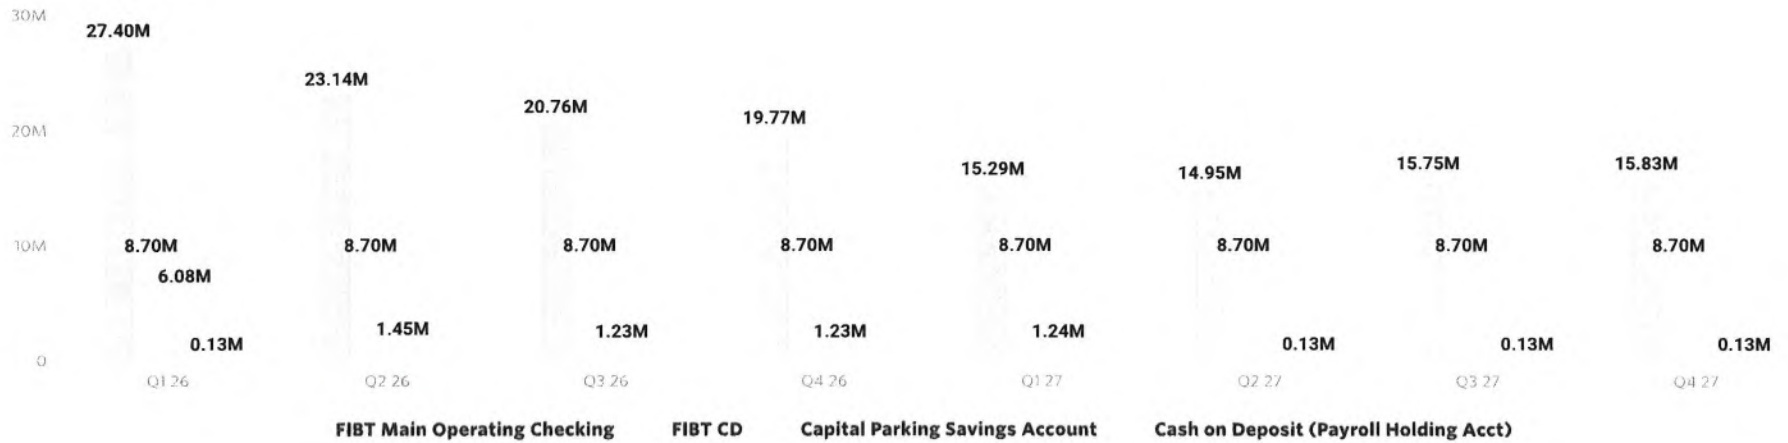 30M
27.40M
23.14M
20.76M
19.77M
20M
15.29M
14.95M
15.75M
15.83M
10M
8.70M
8.70M
8.70M
8.70M
8.70M
8.70M
8.70M
8.70M
6.08M
1.45M
1.23M
1.23M
1.24M
0.13M
0.13M
0.13M
0.13M
0
Q1 26
Q2 26
Q3 26
Q4 26
Q1 27
Q2 27
Q3 27
Q4 27
FIBT Main Operating Checking
FIBT CD
Capital Parking Savings Account
Cash on Deposit (Payroll Holding Acct)